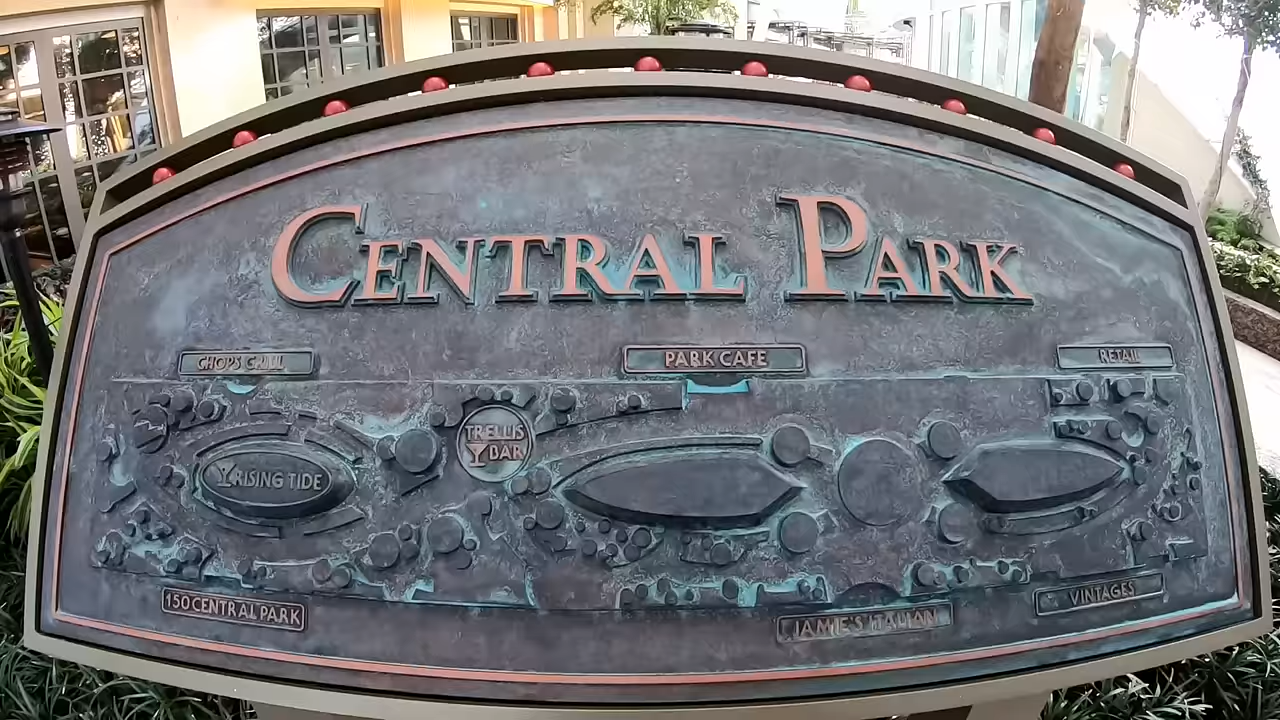 CENTRAL PARK
CHOPS GRILL
PARK CAFE
RETAIL
TRELLIS
BAR
RISING TIDE
150 CENTRAL PARK
JAMIE'S ITALIAN
VINTAGES